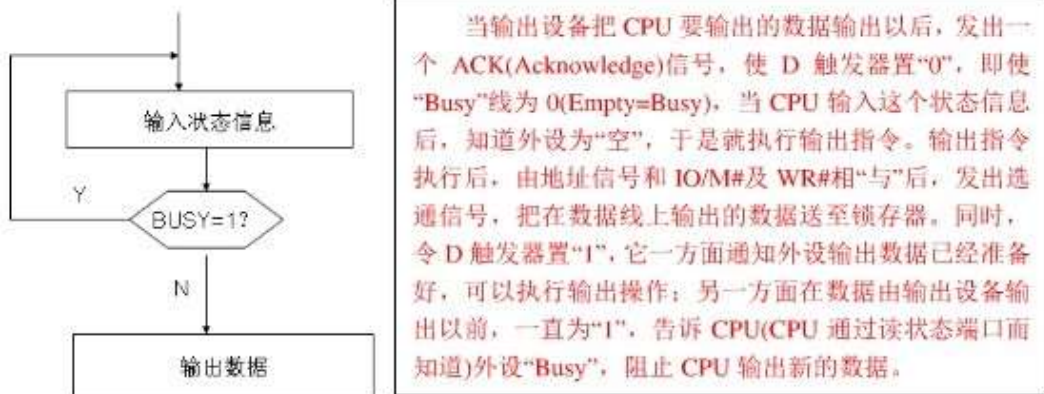 输入状态信息
Y
BUSY=1?
N
输出数据
当输出设备把 CPU 要输出的数据输出以后，发出一
个 ACK(Acknowledge)信号，使 D 触发器置“0”，即使
“Busy”线为 0(Empty=Busy)，当 CPU 输入这个状态信息
后，知道外设为“空”，于是就执行输出指令。输出指令
执行后，由地址信号和 IO/M#及 WR#相“与”后，发出选
通信号，把在数据线上输出的数据送至锁存器。同时，
令 D 触发器置“1”，它一方面通知外设输出数据已经准备
好，可以执行输出操作；另一方面在数据由输出设备输
出以前，一直为“1”，告诉 CPU(CPU 通过读状态端口而
知道)外设“Busy”，阻止 CPU 输出新的数据。